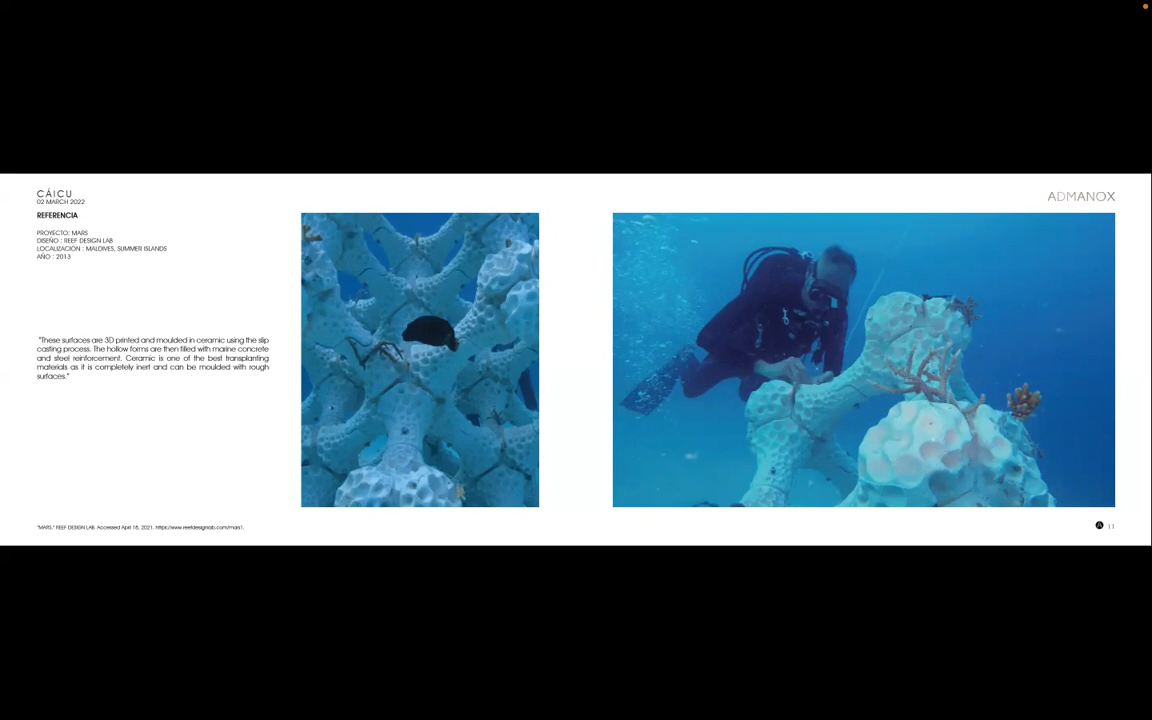 CÁICU
02 MARCH 2022
ADMANOX
REFERENCIA
PROYECTO: MARS
DISEÑO : REEF DESIGN LAB
LOCALIZACIÓN : MALDIVES, SUMMER ISLANDS
AÑO : 2013
"These surfaces are 3D printed and moulded in ceramic using the slip
casting process. The hollow forms are then filled with marine concrete
and steel reinforcement. Ceramic is one of the best transplanting
materials as it is completely inert and can be moulded with rough
surfaces."
"MARS." REEF DESIGN LAB. Accessed April 18, 2021. https://www.reefdesignlab.com/mars1.
11